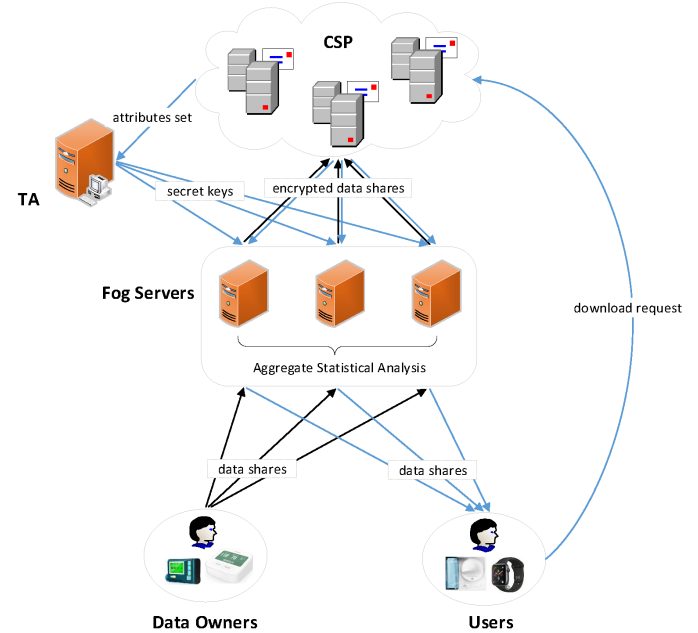 CSP
attributes set
TA
secret keys
encrypted data shares
Fog Servers
download request
Aggregate Statistical Analysis
data shares
data shares
Data Owners
Users